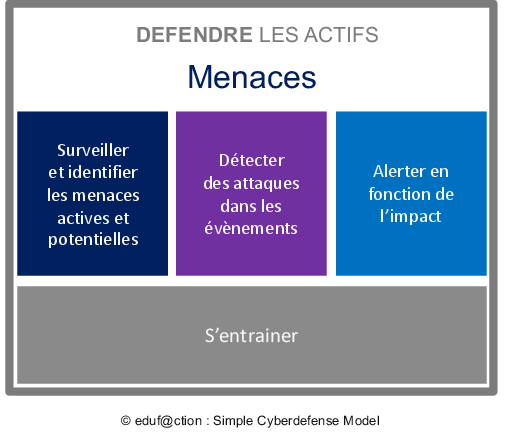 DEFENDRE LES ACTIFS
Menaces
Surveiller
et identifier
les menaces
actives et
potentielles
Détecter
des attaques
dans les
évènements
Alerter en
fonction de
l’impact
S’entrainer
© eduf@ction : Simple Cyberdefense Model